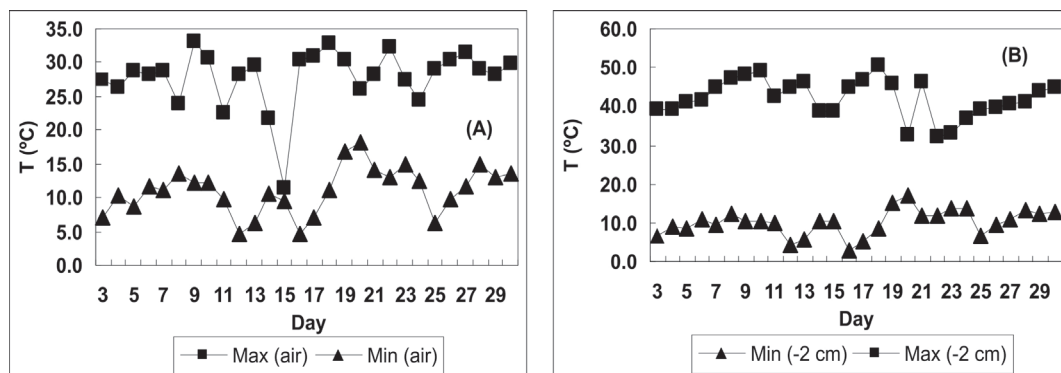 35.0
30.0
25.0
20.0
15.0
10.0
5.0
0.0
T (ºC)
(A)
3 5 7 9 11 13 15 17 19 21 23 25 27 29
Day
Max (air) Min (air)
60.0
50.0
40.0
30.0
20.0
10.0
0.0
T (ºC)
(B)
3 5 7 9 11 13 15 17 19 21 23 25 27 29
Day
Min (-2 cm) Max (-2 cm)